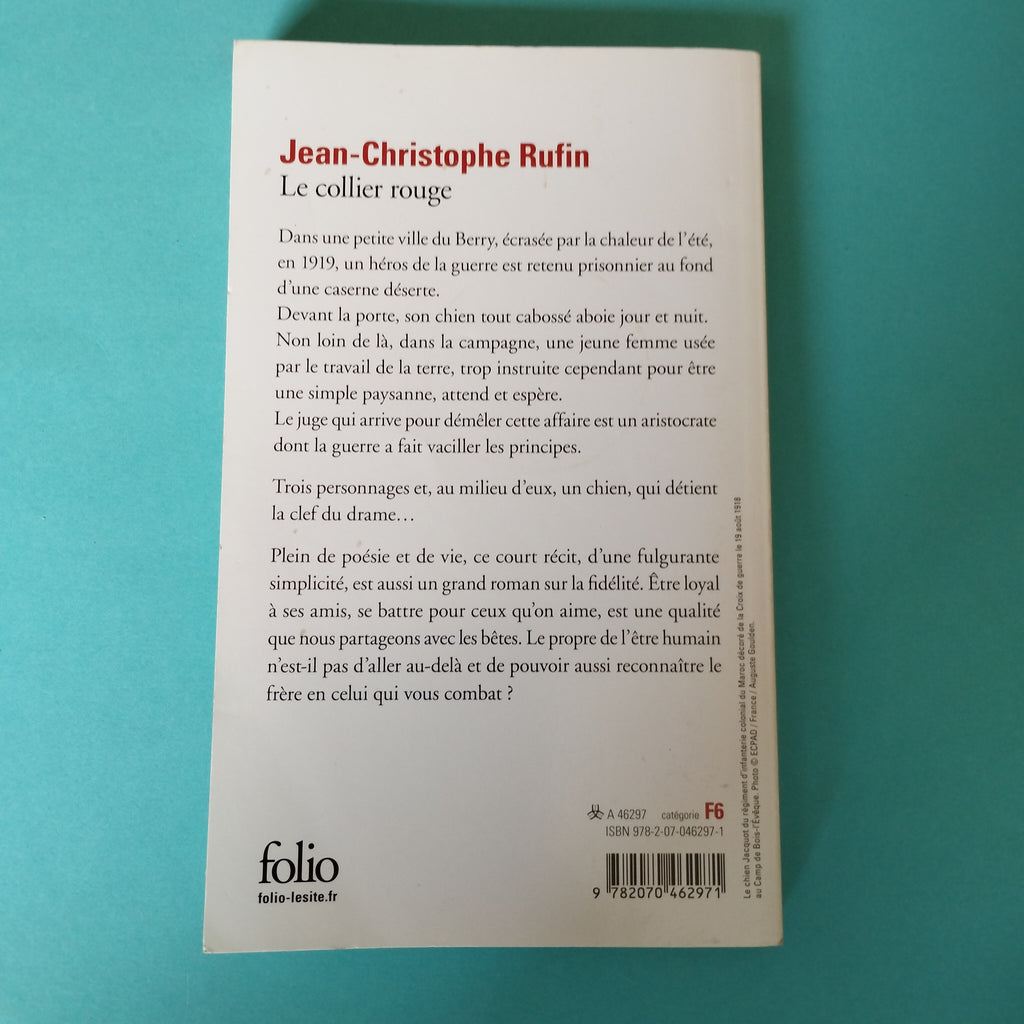 Jean-Christophe Rufin
Le collier rouge
Dans une petite ville du Berry, écrasée par la chaleur de l'été,
en 1919, un héros de la guerre est retenu prisonnier au fond
d'une caserne déserte.
Devant la porte, son chien tout cabossé aboie jour et nuit.
Non loin de là, dans la campagne, une jeune femme usée
par le travail de la terre, trop instruite cependant pour être
une simple paysanne, attend et espère.
Le juge qui arrive pour démêler cette affaire est un aristocrate
dont la guerre a fait vaciller les principes.
Trois personnages et, au milieu d'eux, un chien, qui détient
la clef du drame…
Plein de poésie et de vie, ce court récit, d'une fulgurante
simplicité, est aussi un grand roman sur la fidélité. Être loyal
à ses amis, se battre pour ceux qu'on aime, est une qualité
que nous partageons avec les bêtes. Le propre de l'être humain
n'est-il pas d'aller au-delà et de pouvoir aussi reconnaître le
frère en celui qui vous combat ?
Le chien Jacquot du régiment d'infanterie colonial du Maroc décoré de la Croix de guerre le 19 août 1918
au Camp de Bois-l'Évêque. Photo © ECPAD / France / Auguste Goulden.
A 46297 catégorie F6
ISBN 978-2-07-046297-1
9 782070 462971
folio
folio-lesite.fr